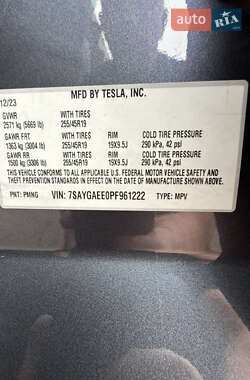 AUTO.RIA
12/23
MFD BY TESLA, INC.
GVWR WITH TIRES
2571 kg (5665 lb) 255/45R19
GAWR FRT WITH TIRES RIM COLD TIRE PRESSURE
1363 kg (3004 lb) 255/45R19 19X9.5J 290 kPa, 42 psi
GAWR RR WITH TIRES RIM COLD TIRE PRESSURE
1500 kg (3306 lb) 255/45R19 19X9.5J 290 kPa, 42 psi
THIS VEHICLE CONFORMS TO ALL APPLICABLE U.S. FEDERAL MOTOR VEHICLE SAFETY
AND THEFT PREVENTION STANDARDS IN EFFECT ON THE DATE OF MANUFACTURE SHOWN ABOVE.
PNT: PMNG VIN: 7SAYGAEE0PF961222 TYPE: MPV